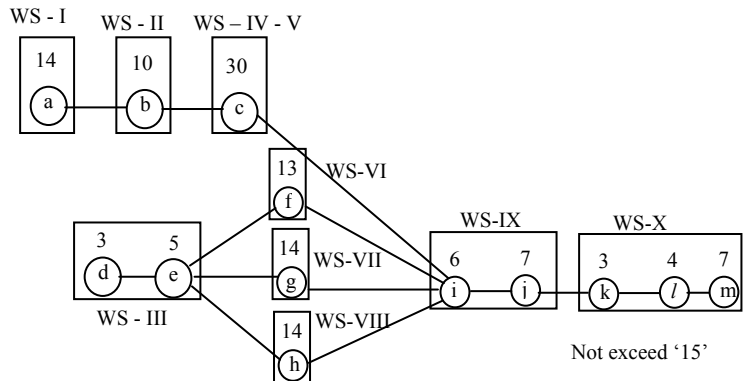 WS - I
WS - II
WS – IV - V
14
10
30
a
b
c
13
WS-VI
f
WS-IX
WS-X
3
5
14
WS-VII
6
7
3
4
7
d
e
g
i
j
k
l
m
WS - III
14
WS-VIII
h
Not exceed ‘15’